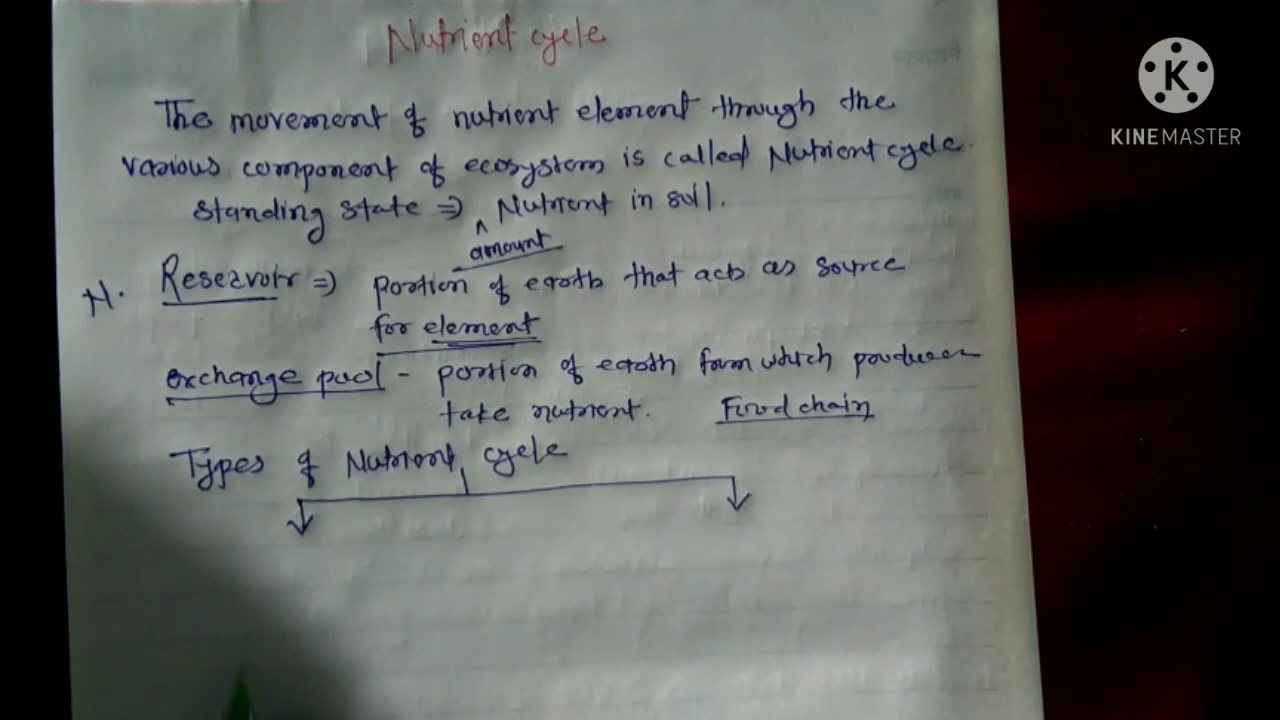 Nutrient cycle
The movement of nutrient element through the
various component of ecosystem is called Nutrient cycle.
standing state ⇒ ^ Nutrient in soil.
amount
N. Reservoir ⇒ portion of earth that acts as source
for element
exchange pool - portion of earth form which producer
take nutrient. Food chain
Types of Nutrient cycle
K
KINEMASTER